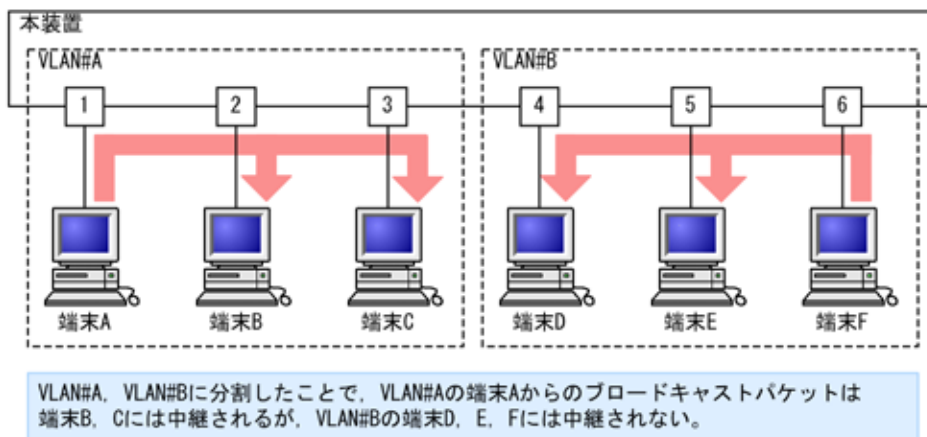 本装置
VLAN#A
VLAN#B
1 2 3 4 5 6
端末A 端末B 端末C 端末D 端末E 端末F
VLAN#A, VLAN#Bに分割したことで, VLAN#Aの端末Aからのブロードキャストパケットは
端末B, Cには中継されるが, VLAN#Bの端末D, E, Fには中継されない。